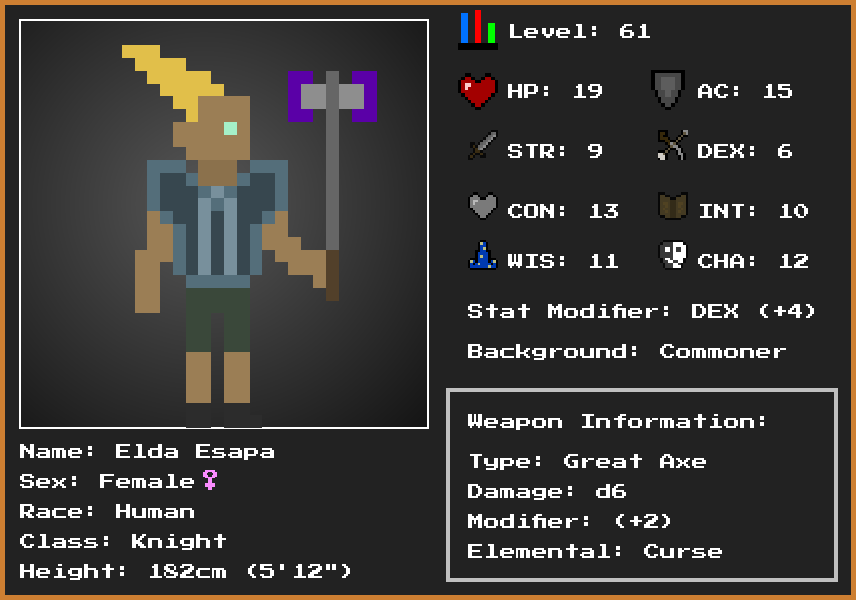 Level: 61
HP: 19
AC: 15
STR: 9
DEX: 6
CON: 13
INT: 10
WIS: 11
CHA: 12
Stat Modifier: DEX (+4)
Background: Commoner
Weapon Information:
Type: Great Axe
Damage: d6
Modifier: (+2)
Elemental: Curse
Name: Elda Esapa
Sex: Female♀
Race: Human
Class: Knight
Height: 182cm (5'12")